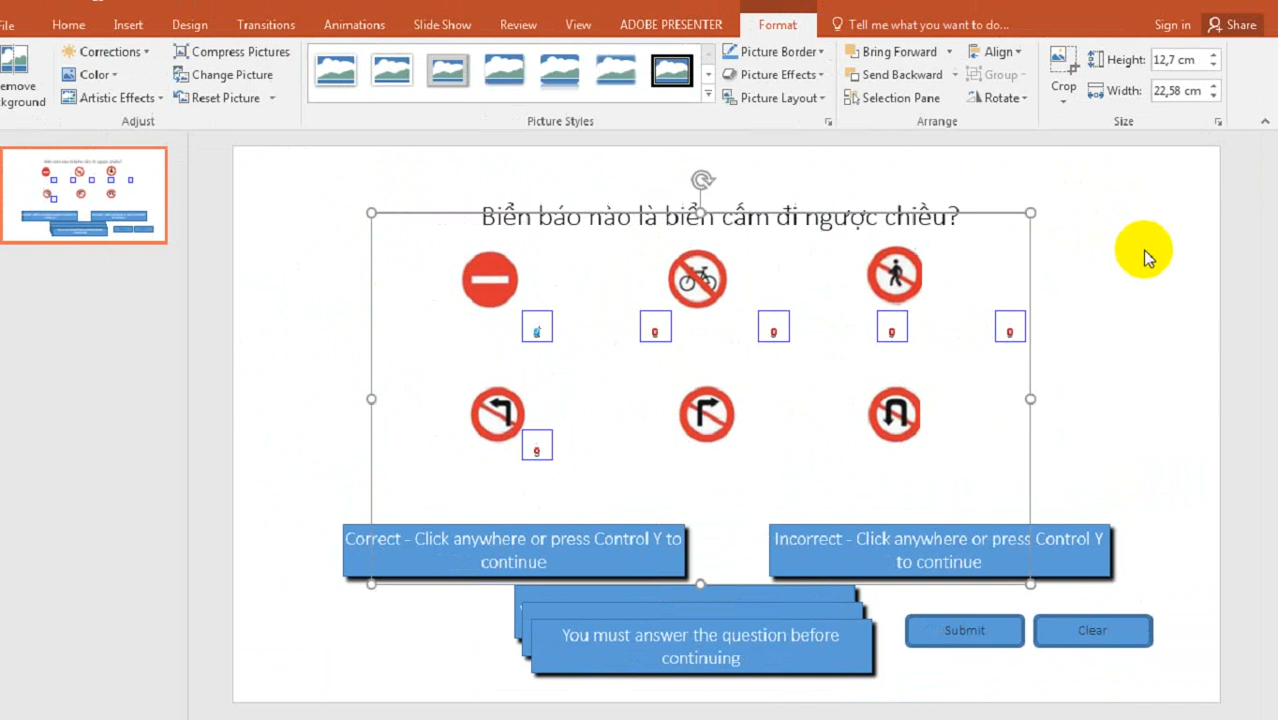 File Home Insert Design Transitions Animations Slide Show Review View ADOBE PRESENTER Format Tell me what you want to do... Sign in Share
Corrections Compress Pictures Picture Border Bring Forward Align Height: 12,7 cm
Color Change Picture Picture Effects Send Backward Group Crop Width: 22,58 cm
Artistic Effects Reset Picture Picture Layout Selection Pane Rotate
Adjust Picture Styles Arrange Size
Biển báo nào là biển cấm đi ngược chiều?
Correct - Click anywhere or press Control Y to
continue
Incorrect - Click anywhere or press Control Y
to continue
You must answer the question before
continuing
Submit
Clear